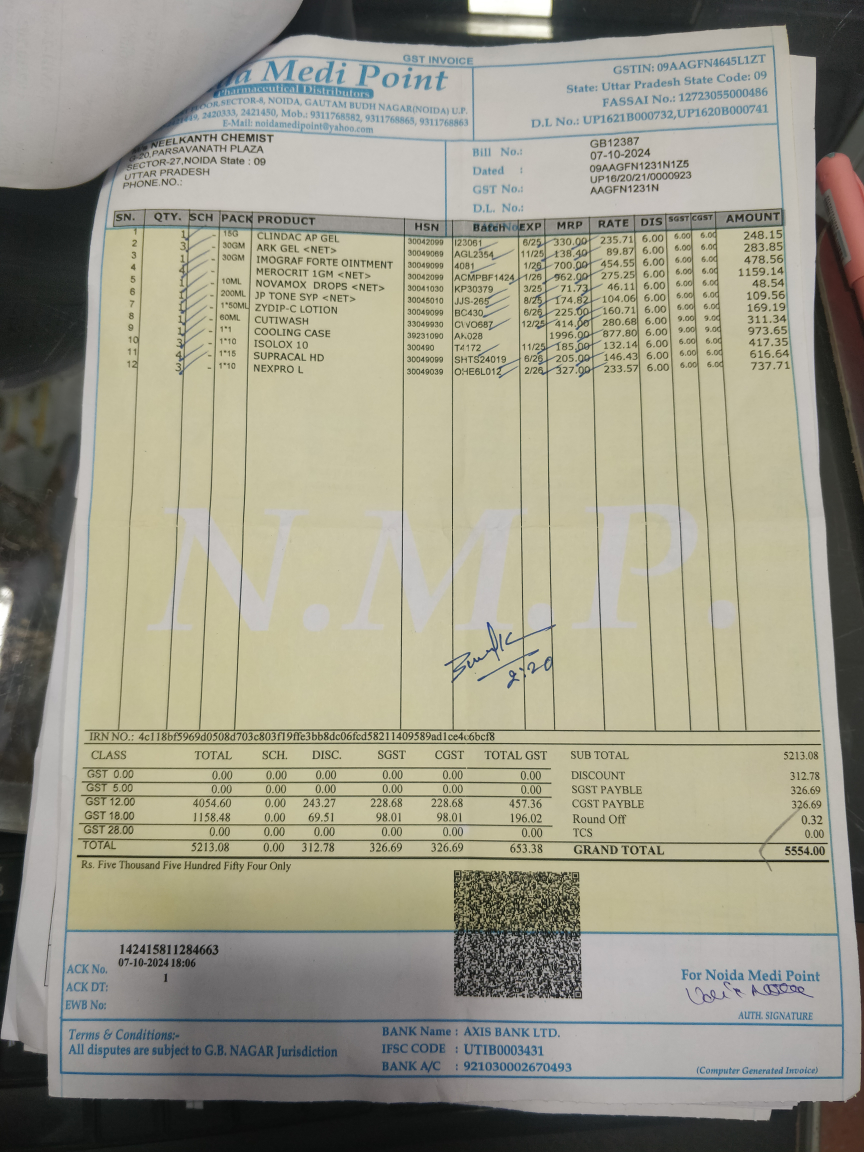 GST INVOICE
da Medi Point
Pharmaceutical Distributors
FLOOR,SECTOR-8, NOIDA, GAUTAM BUDH NAGAR(NOIDA) U.P.
2420333, 2421450, Mob.: 9311768582, 9311768865, 9311768863
E-Mail: noidamedipoint@yahoo.com
GSTIN: 09AAGFN4645L1ZT
State: Uttar Pradesh State Code: 09
FASSAI No.: 12723055000486
D.L No.: UP1621B000732,UP1620B000741
NEELKANTH CHEMIST
PARSAVANATH PLAZA
SECTOR-27,NOIDA State : 09
UTTAR PRADESH
PHONE.NO.:
Bill No.: GB12387
Dated : 07-10-2024
GST No.: 09AAGFN1231N1Z5
D.L. No.: UP16/20/21/0000923
AAGFN1231N
SN. QTY. SCH PACK PRODUCT HSN Batch No EXP MRP RATE DIS SGST CGST AMOUNT
1 1 - 15G CLINDAC AP GEL 30042099 I23061 6/25 330.00 235.71 6.00 6.00 6.00 248.15
2 3 - 30GM ARK GEL <NET> 30049069 AGL2354 11/25 138.40 89.87 6.00 6.00 6.00 283.85
3 1 - 30GM IMOGRAF FORTE OINTMENT 30049099 4081 1/26 700.00 454.55 6.00 6.00 6.00 478.56
4 4 - MEROCRIT 1GM <NET> 30042099 ACMPBF1424 1/26 962.00 275.25 6.00 6.00 6.00 1159.14
5 1 - 10ML NOVAMOX DROPS <NET> 30041030 KP30379 3/25 71.73 46.11 6.00 6.00 6.00 48.54
6 1 - 200ML JP TONE SYP <NET> 30045010 JJS-265 8/25 174.82 104.06 6.00 6.00 6.00 109.56
7 1 - 1*50ML ZYDIP-C LOTION 30049099 BC430 6/26 225.00 160.71 6.00 6.00 6.00 169.19
8 1 - 60ML CUTIWASH 33049930 CWO687 12/25 414.00 280.68 6.00 9.00 9.00 311.34
9 1 - 1*1 COOLING CASE 39231090 AK028 1996.00 877.80 6.00 9.00 9.00 973.65
10 3 - 1*10 ISOLOX 10 300490 T4172 11/25 185.00 132.14 6.00 6.00 6.00 417.35
11 4 - 1*15 SUPRACAL HD 30049099 SHTS24019 6/26 205.00 146.43 6.00 6.00 6.00 616.64
12 3 - 1*10 NEXPRO L 30049039 OHE6L012 2/26 327.00 233.57 6.00 6.00 6.00 737.71
N.M.P.
2:20
IRN NO.: 4c118bf5969d0508d703c803f19ffe3bb8dc06fcd58211409589ad1ce4c6bcf8
CLASS TOTAL SCH. DISC. SGST CGST TOTAL GST
GST 0.00 0.00 0.00 0.00 0.00 0.00 0.00
GST 5.00 0.00 0.00 0.00 0.00 0.00 0.00
GST 12.00 4054.60 0.00 243.27 228.68 228.68 457.36
GST 18.00 1158.48 0.00 69.51 98.01 98.01 196.02
GST 28.00 0.00 0.00 0.00 0.00 0.00 0.00
TOTAL 5213.08 0.00 312.78 326.69 326.69 653.38
SUB TOTAL 5213.08
DISCOUNT 312.78
SGST PAYBLE 326.69
CGST PAYBLE 326.69
Round Off 0.32
TCS 0.00
GRAND TOTAL 5554.00
Rs. Five Thousand Five Hundred Fifty Four Only
142415811284663
ACK No. 07-10-2024 18:06
ACK DT: 1
EWB No:
For Noida Medi Point
AUTH. SIGNATURE
Terms & Conditions:-
All disputes are subject to G.B. NAGAR Jurisdiction
BANK Name : AXIS BANK LTD.
IFSC CODE : UTIB0003431
BANK A/C : 921030002670493
(Computer Generated Invoice)